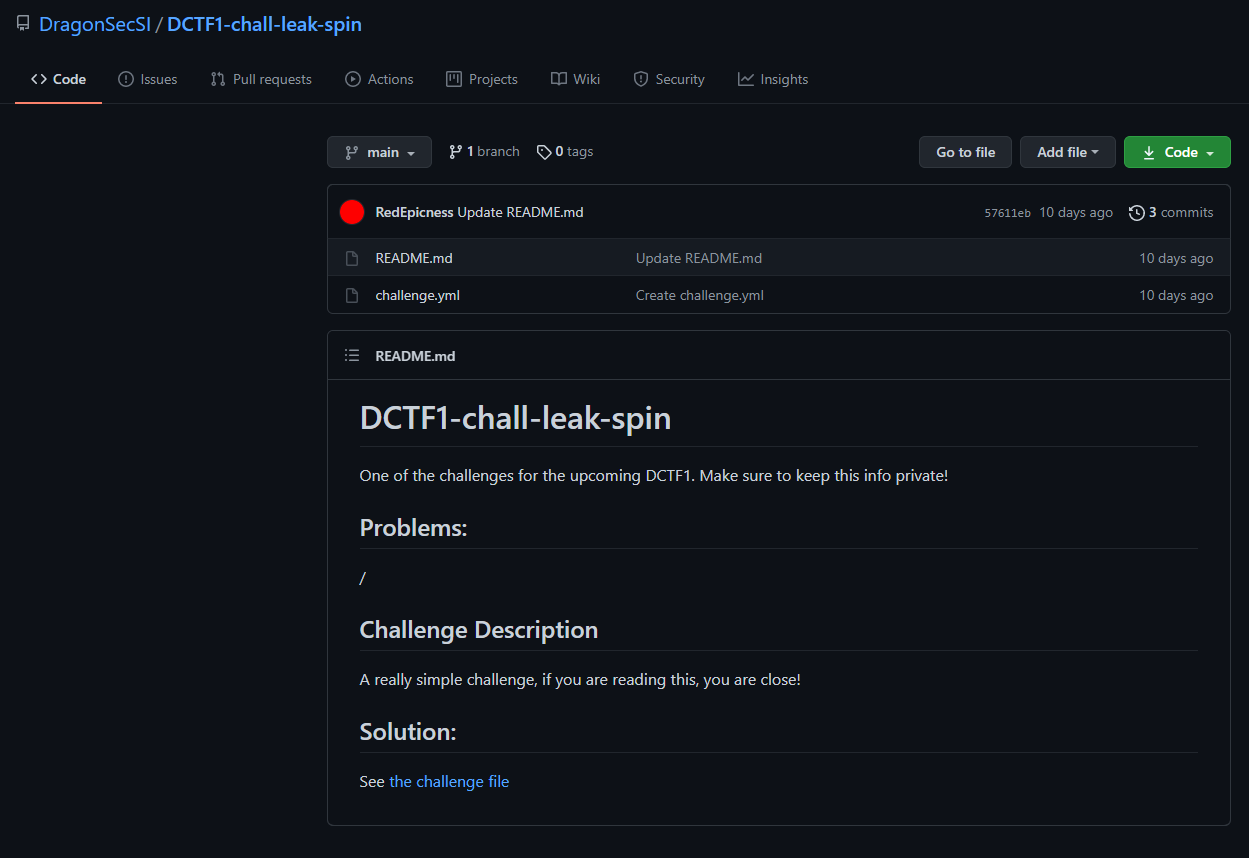 DragonSecSI / DCTF1-chall-leak-spin
Code Issues Pull requests Actions Projects Wiki Security Insights
main 1 branch 0 tags Go to file Add file Code
RedEpicness Update README.md 57611eb 10 days ago 3 commits
README.md Update README.md 10 days ago
challenge.yml Create challenge.yml 10 days ago
README.md
DCTF1-chall-leak-spin
One of the challenges for the upcoming DCTF1. Make sure to keep this info private!
Problems:
/
Challenge Description
A really simple challenge, if you are reading this, you are close!
Solution:
See the challenge file